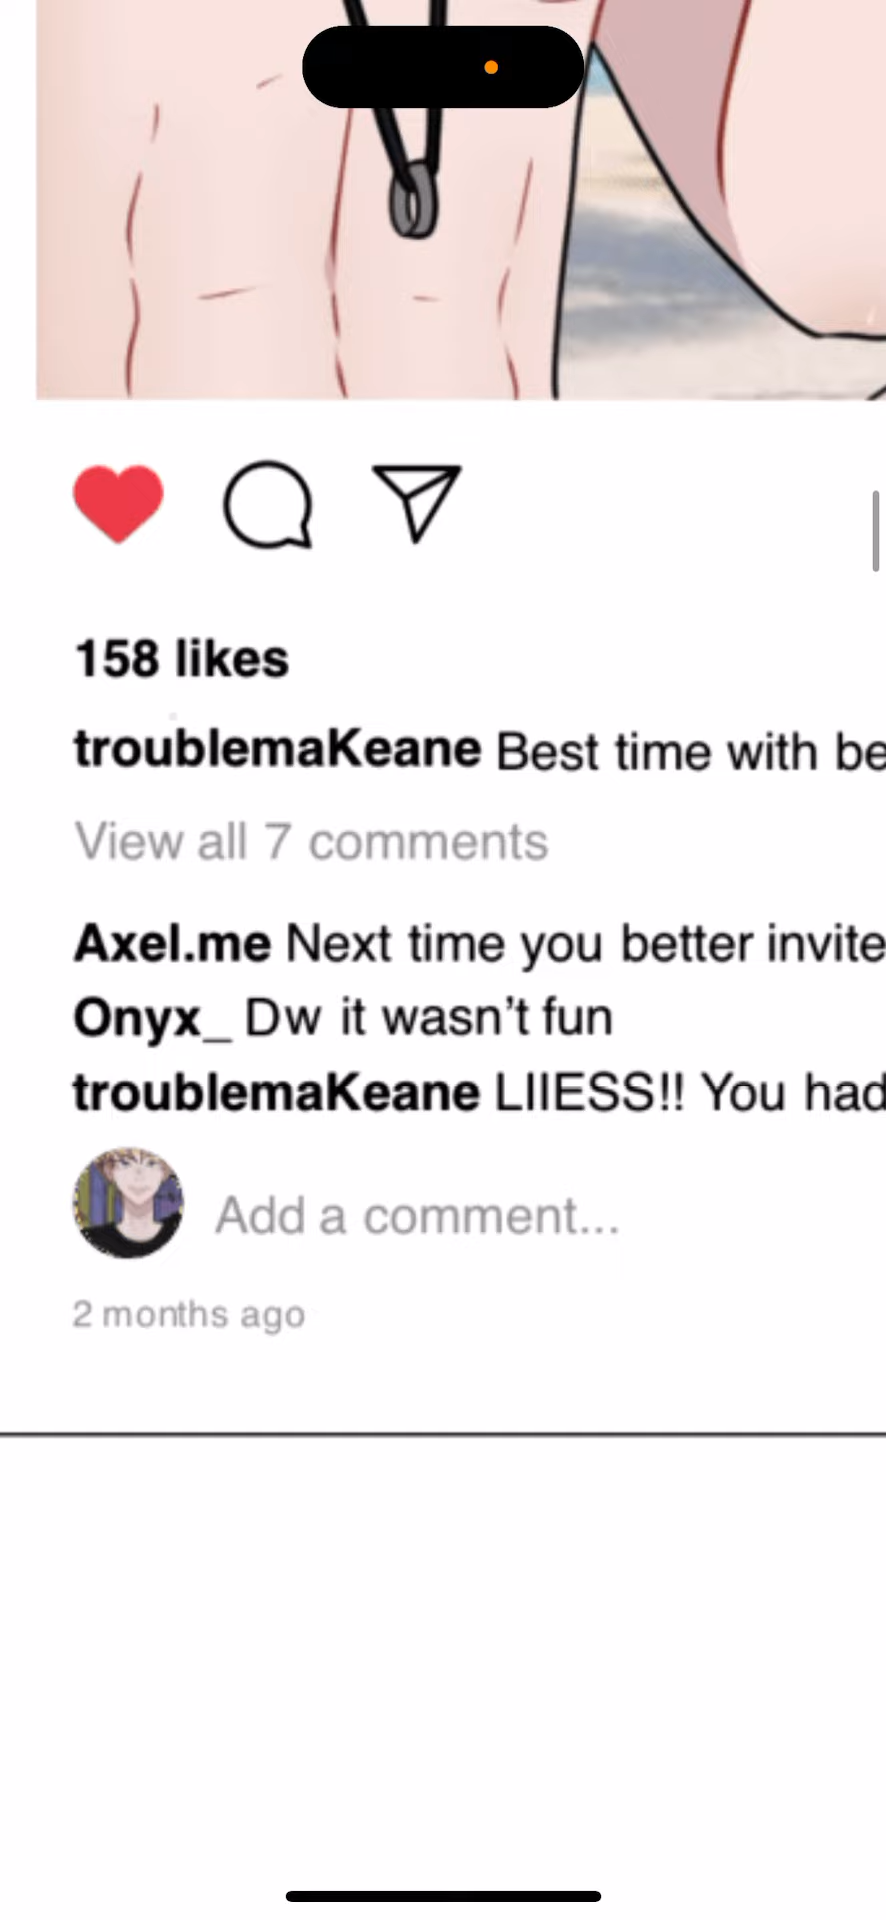 158 likes
troublemaKeane Best time with be
View all 7 comments
Axel.me Next time you better invite
Onyx_ Dw it wasn't fun
troublemaKeane LIIESS!! You had
Add a comment...
2 months ago